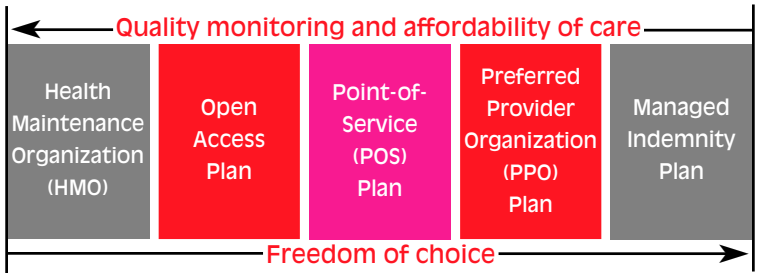 Quality monitoring and affordability of care
Health
Maintenance
Organization
(HMO)
Open
Access
Plan
Point-of-
Service
(POS)
Plan
Preferred
Provider
Organization
(PPO)
Plan
Managed
Indemnity
Plan
Freedom of choice